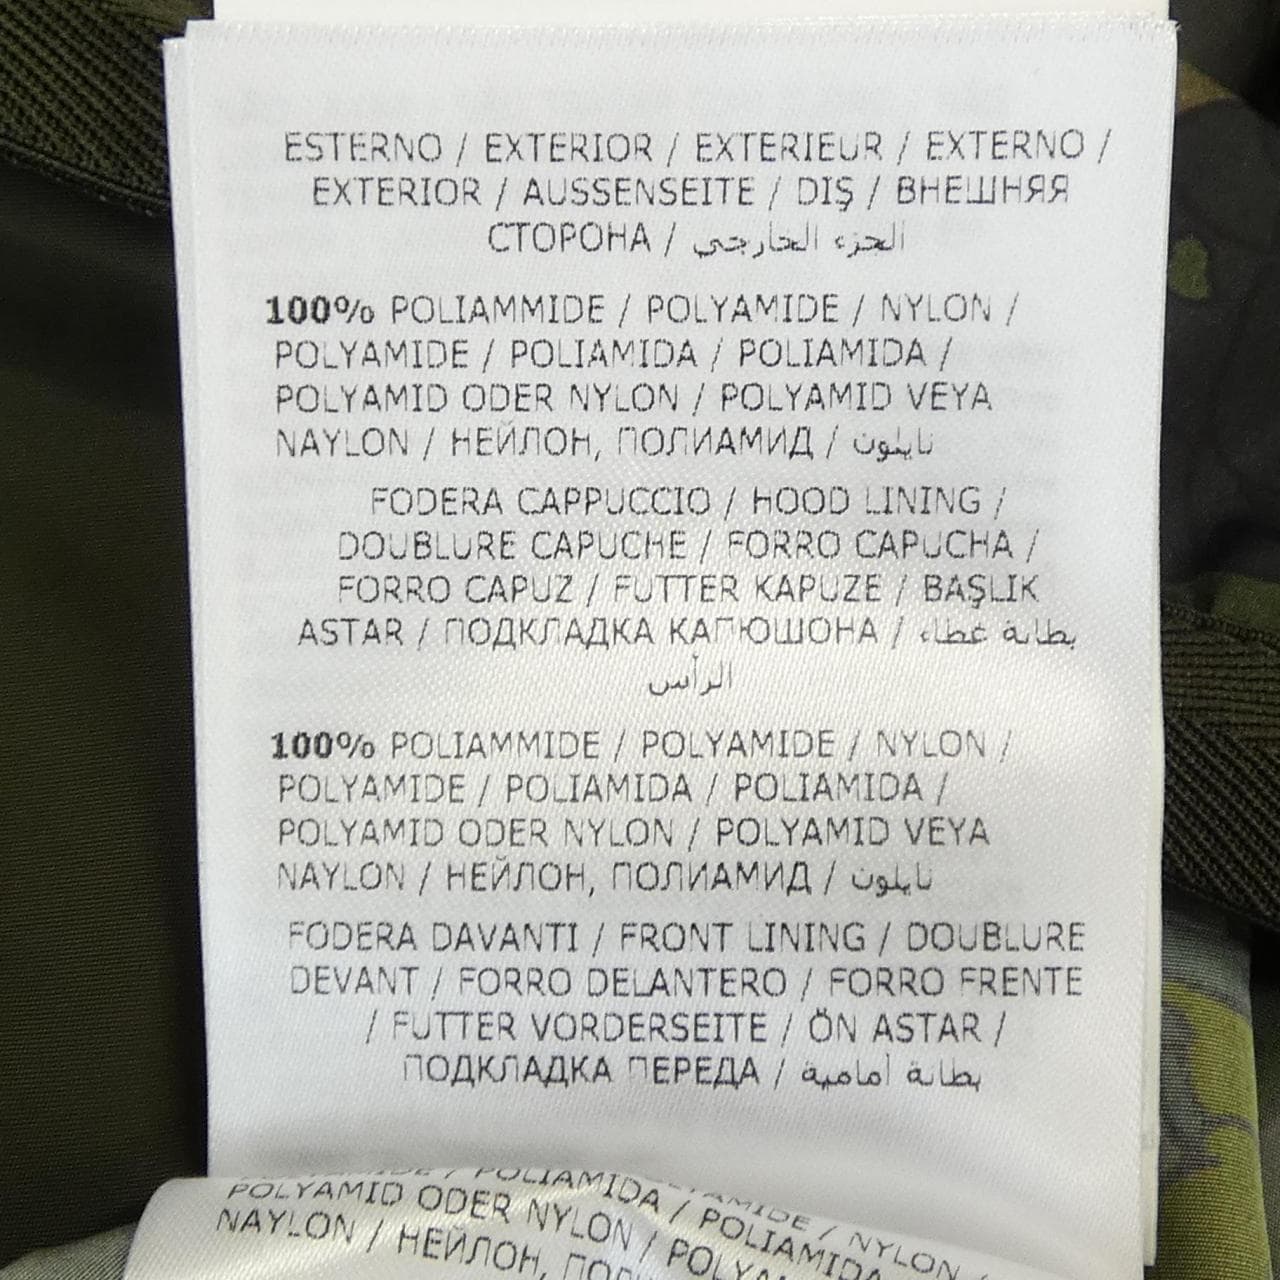 ESTERNO / EXTERIOR / EXTERIEUR / EXTERNO /
EXTERIOR / AUSSENSEITE / DIŞ / ВНЕШНЯЯ
СТОРОНА / الجزء الخارجي
100% POLIAMMIDE / POLYAMIDE / NYLON /
POLYAMIDE / POLIAMIDA / POLIAMIDA /
POLYAMID ODER NYLON / POLYAMID VEYA
NAYLON / НЕЙЛОН, ПОЛИАМИД / نايلون
FODERA CAPPUCCIO / HOOD LINING /
DOUBLURE CAPUCHE / FORRO CAPUCHA /
FORRO CAPUZ / FUTTER KAPUZE / BAŞLIK
ASTAR / ПОДКЛАДКА КАПЮШОНА / بطانة غطاء
الرأس
100% POLIAMMIDE / POLYAMIDE / NYLON /
POLYAMIDE / POLIAMIDA / POLIAMIDA /
POLYAMID ODER NYLON / POLYAMID VEYA
NAYLON / НЕЙЛОН, ПОЛИАМИД / نايلون
FODERA DAVANTI / FRONT LINING / DOUBLURE
DEVANT / FORRO DELANTERO / FORRO FRENTE
/ FUTTER VORDERSEITE / ÖN ASTAR /
ПОДКЛАДКА ПЕРЕДА / بطانة أمامية
/ NYLON /
/ POLIAMIDA / POLIAMIDA
POLYAMID ODER NYLON /
NAYLON / НЕЙЛОН,